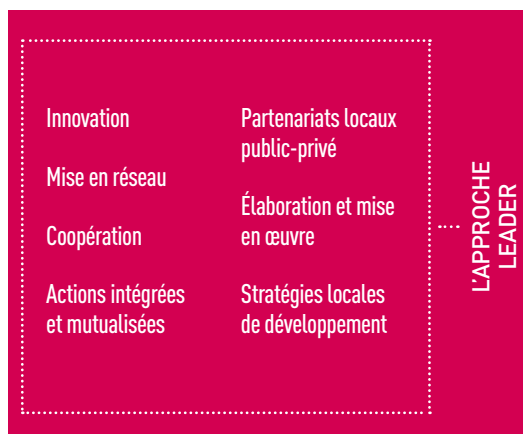 Innovation
Mise en réseau
Coopération
Actions intégrées
et mutualisées
Partenariats locaux
public-privé
Élaboration et mise
en œuvre
Stratégies locales
de développement
L'APPROCHE
LEADER